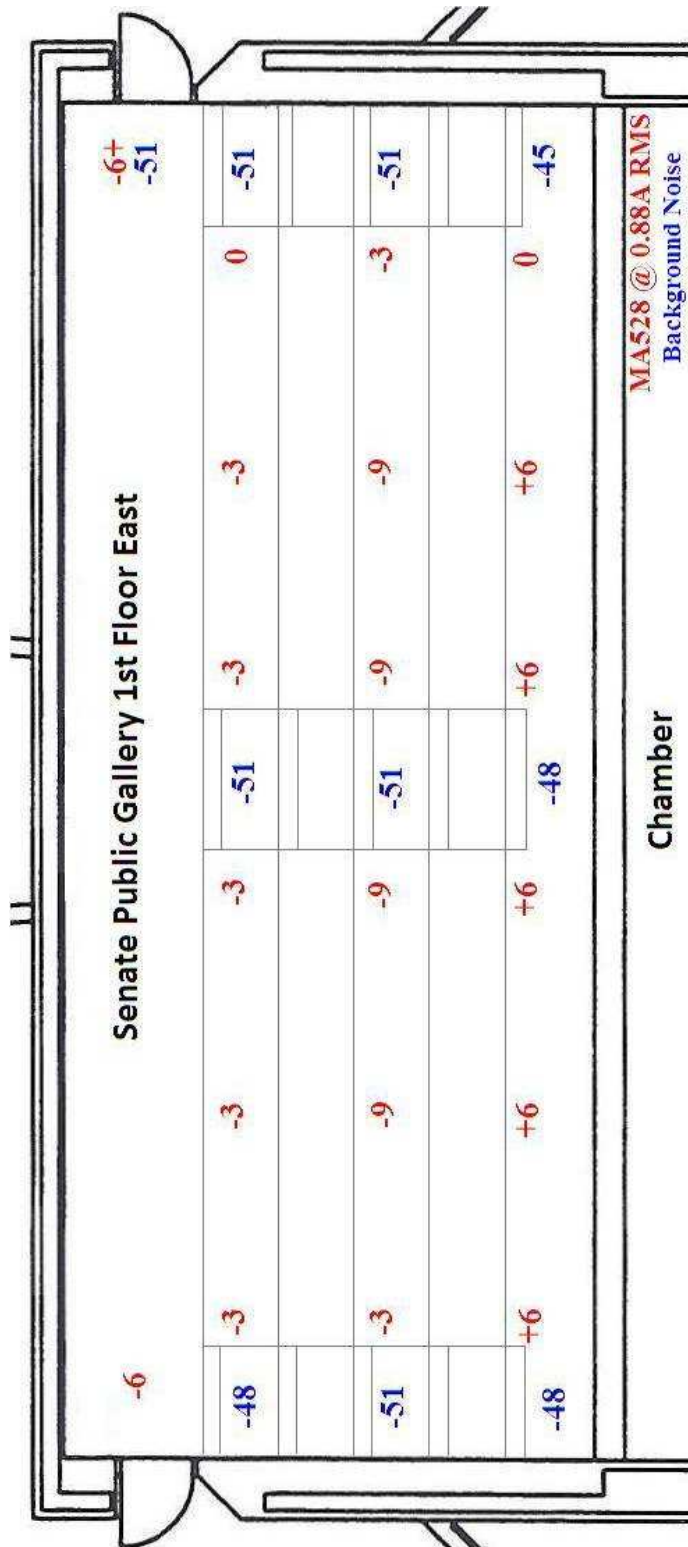 Senate Public Gallery 1st Floor East
-6 -6+
-51
-48 -3 -3 -3 -51 -3 -3 0 -51
-51 -3 -9 -9 -51 -9 -9 -3 -51
-48 +6 +6 +6 -48 +6 +6 0 -45
Chamber
MA528 @ 0.88A RMS
Background Noise